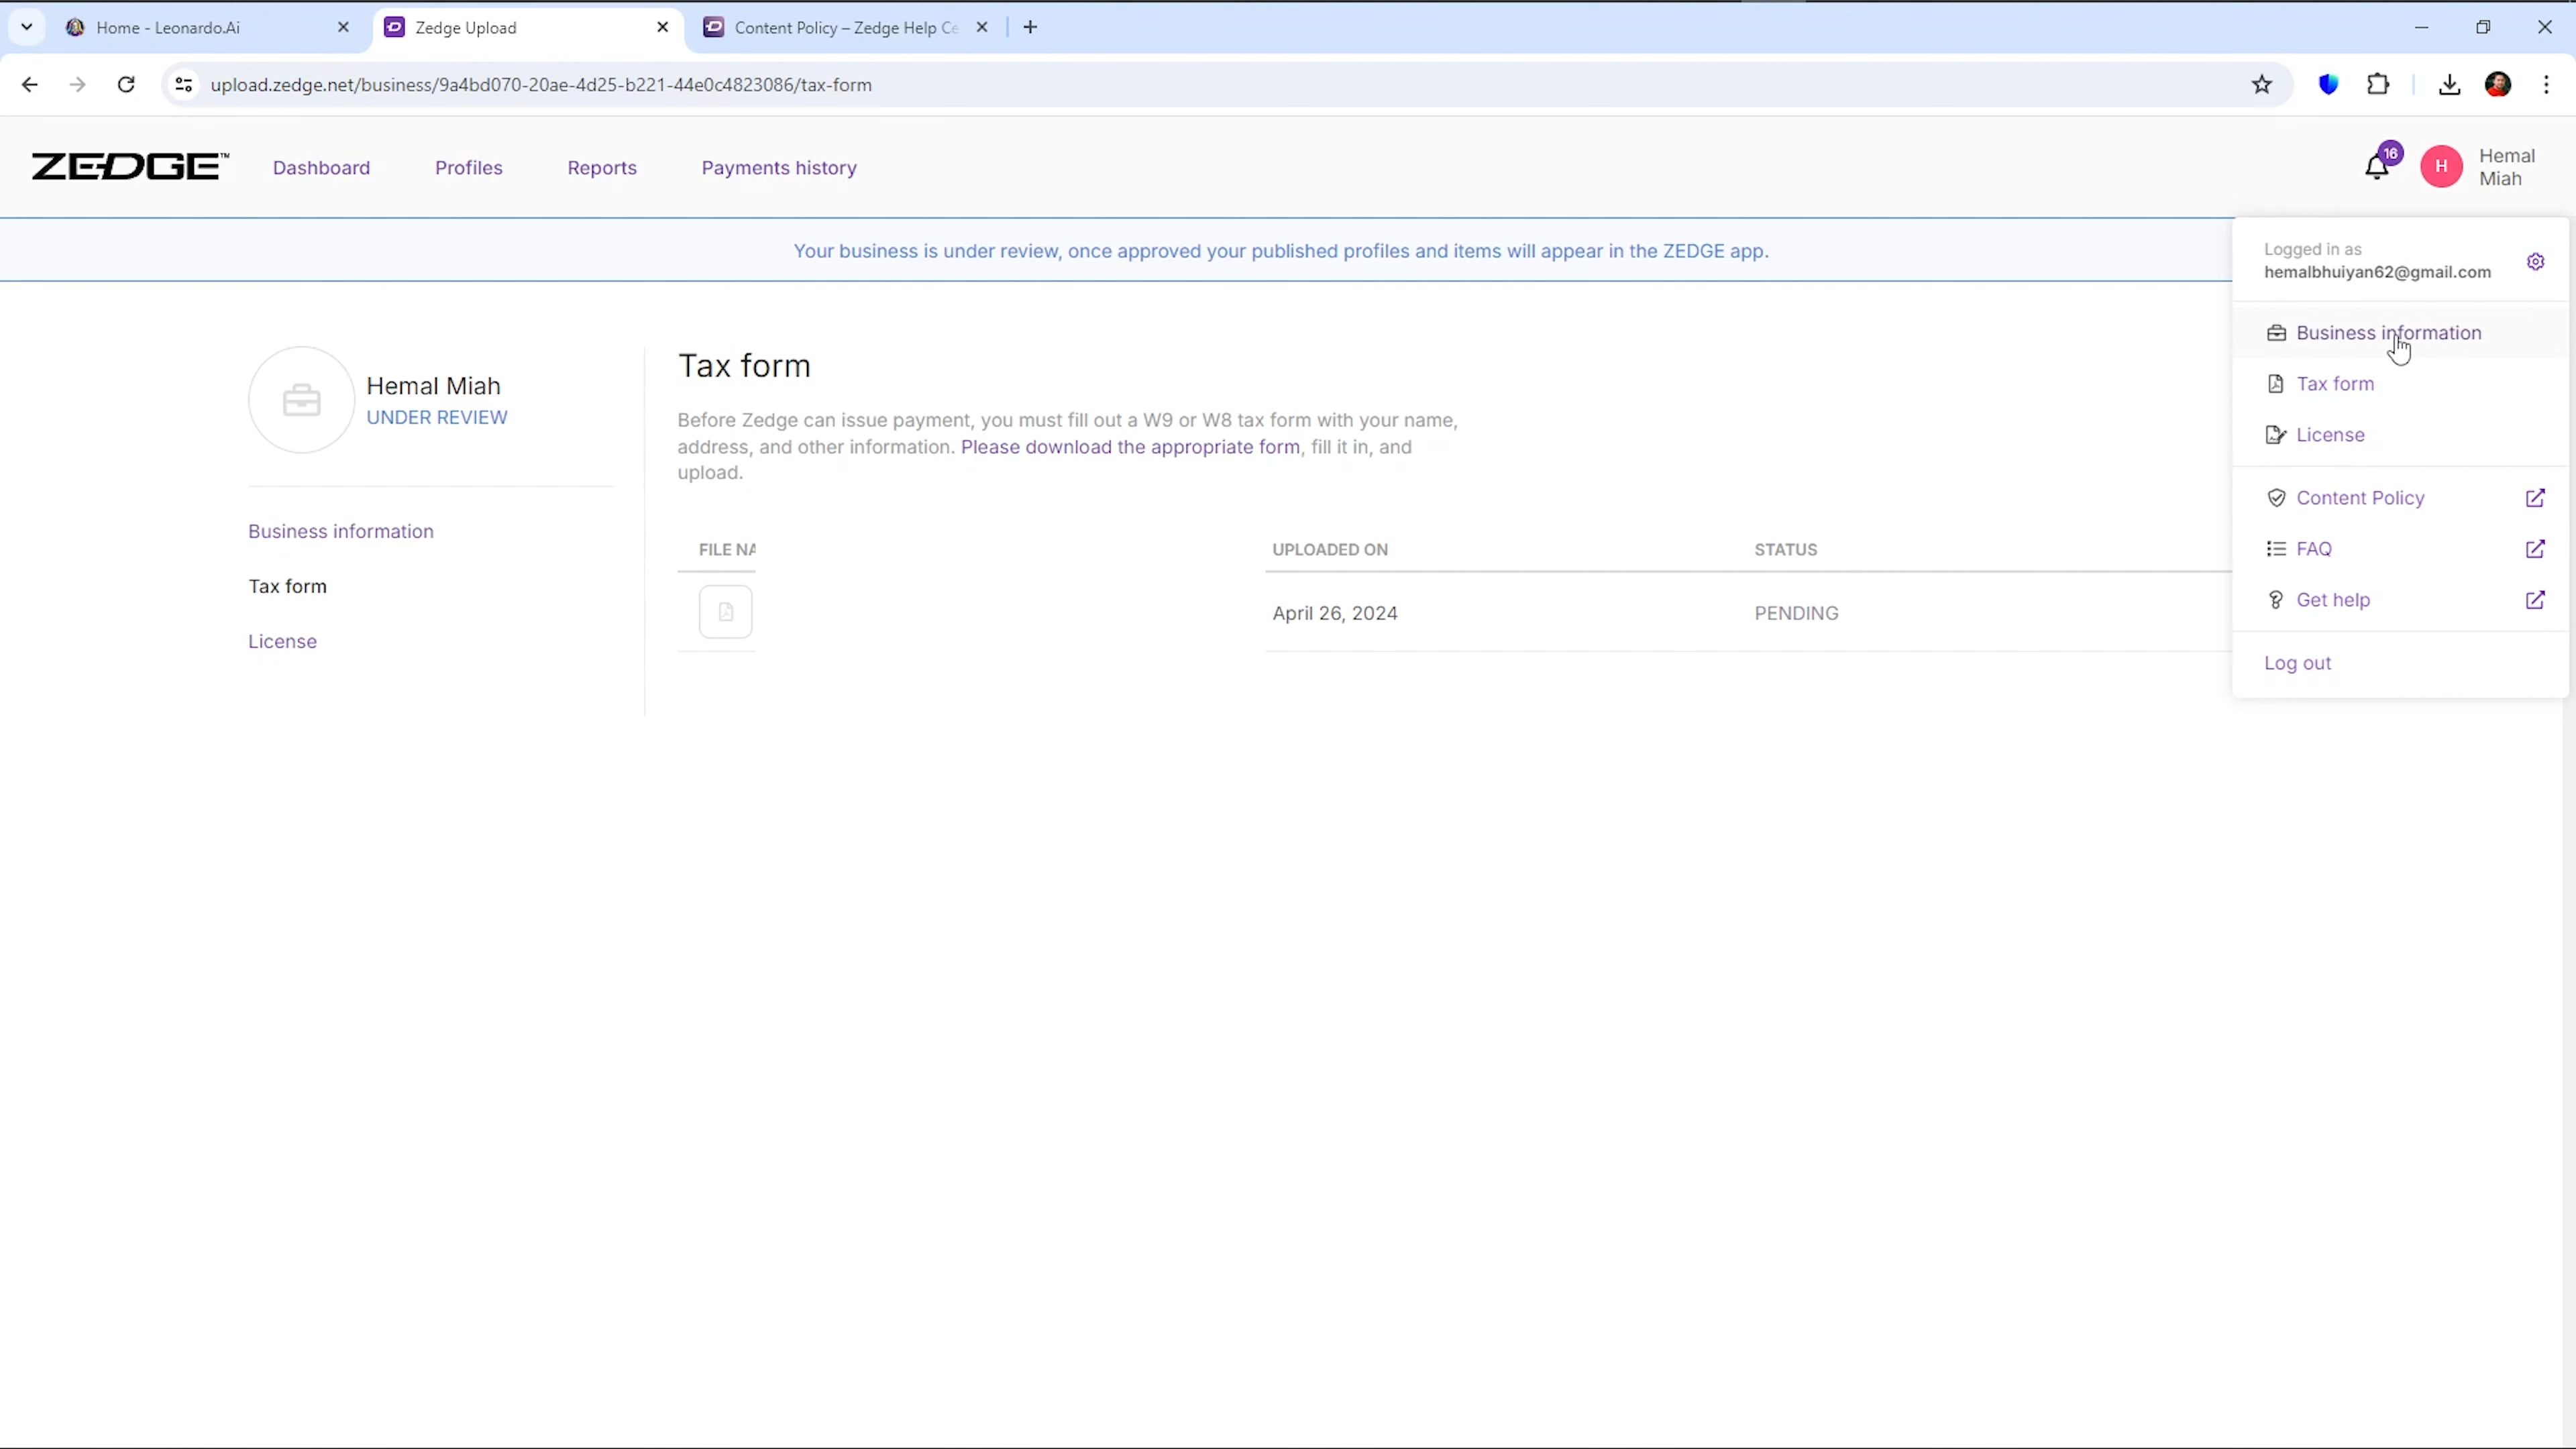 Home - Leonardo.Ai
Zedge Upload
Content Policy – Zedge Help Ce
upload.zedge.net/business/9a4bd070-20ae-4d25-b221-44e0c4823086/tax-form
ZEDGE™
Dashboard
Profiles
Reports
Payments history
16
H
Hemal
Miah
Your business is under review, once approved your published profiles and items will appear in the ZEDGE app.
Logged in as
hemalbhuiyan62@gmail.com
Business information
Tax form
License
Content Policy
FAQ
Get help
Log out
Hemal Miah
UNDER REVIEW
Business information
Tax form
License
Tax form
Before Zedge can issue payment, you must fill out a W9 or W8 tax form with your name,
address, and other information. Please download the appropriate form, fill it in, and
upload.
FILE NA
UPLOADED ON
STATUS
April 26, 2024
PENDING